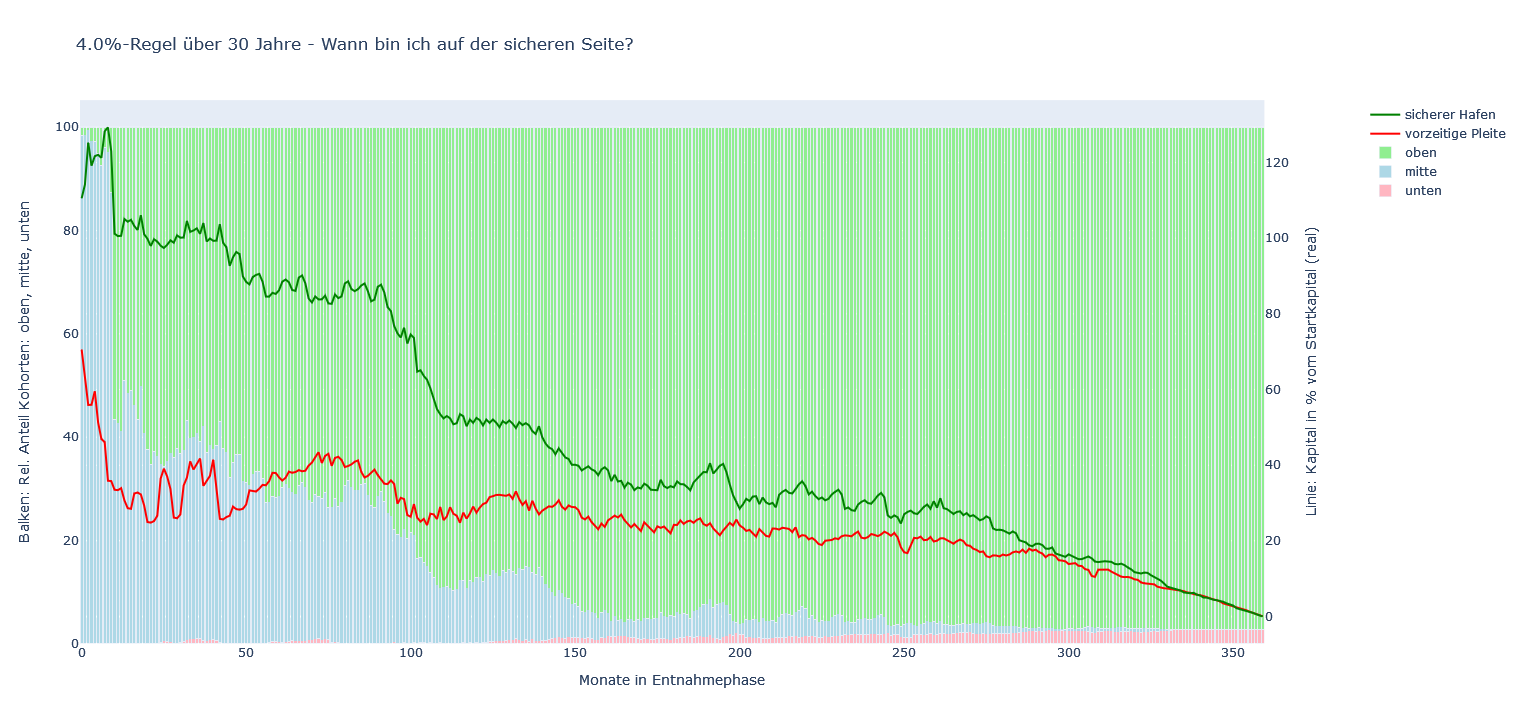 4.0%-Regel über 30 Jahre - Wann bin ich auf der sicheren Seite?
sicherer Hafen
vorzeitige Pleite
oben
mitte
unten
Balken: Rel. Anteil Kohorten: oben, mitte, unten
100
80
60
40
20
0
120
100
80
60
40
20
0
Linie: Kapital in % vom Startkapital (real)
0
50
100
150
200
250
300
350
Monate in Entnahmephase